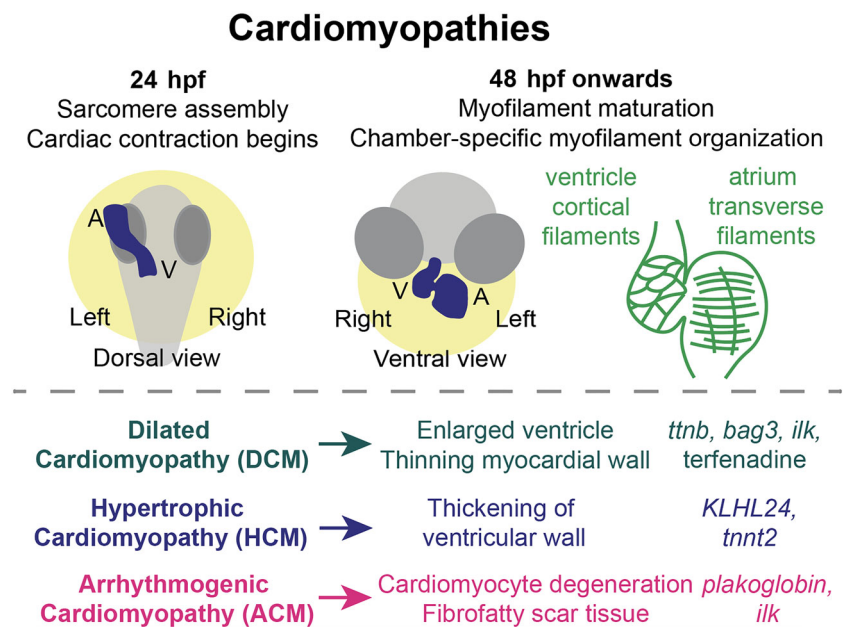 Cardiomyopathies
24 hpf
Sarcomere assembly
Cardiac contraction begins
A
V
Left
Right
Dorsal view
48 hpf onwards
Myofilament maturation
Chamber-specific myofilament organization
V
A
Right
Left
Ventral view
ventricle
cortical
filaments
atrium
transverse
filaments
Dilated
Cardiomyopathy (DCM)
Enlarged ventricle
Thinning myocardial wall
ttnb, bag3, ilk,
terfenadine
Hypertrophic
Cardiomyopathy (HCM)
Thickening of
ventricular wall
KLHL24,
tnnt2
Arrhythmogenic
Cardiomyopathy (ACM)
Cardiomyocyte degeneration
Fibrofatty scar tissue
plakoglobin,
ilk